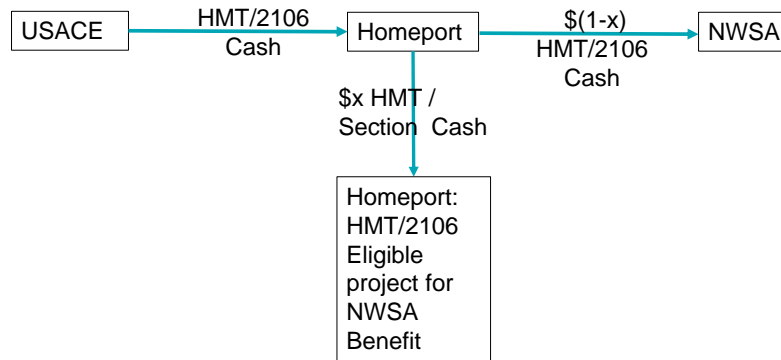 USACE
HMT/2106
Cash
Homeport
$(1-x)
HMT/2106
Cash
NWSA
$x HMT /
Section  Cash
Homeport:
HMT/2106
Eligible
project for
NWSA
Benefit